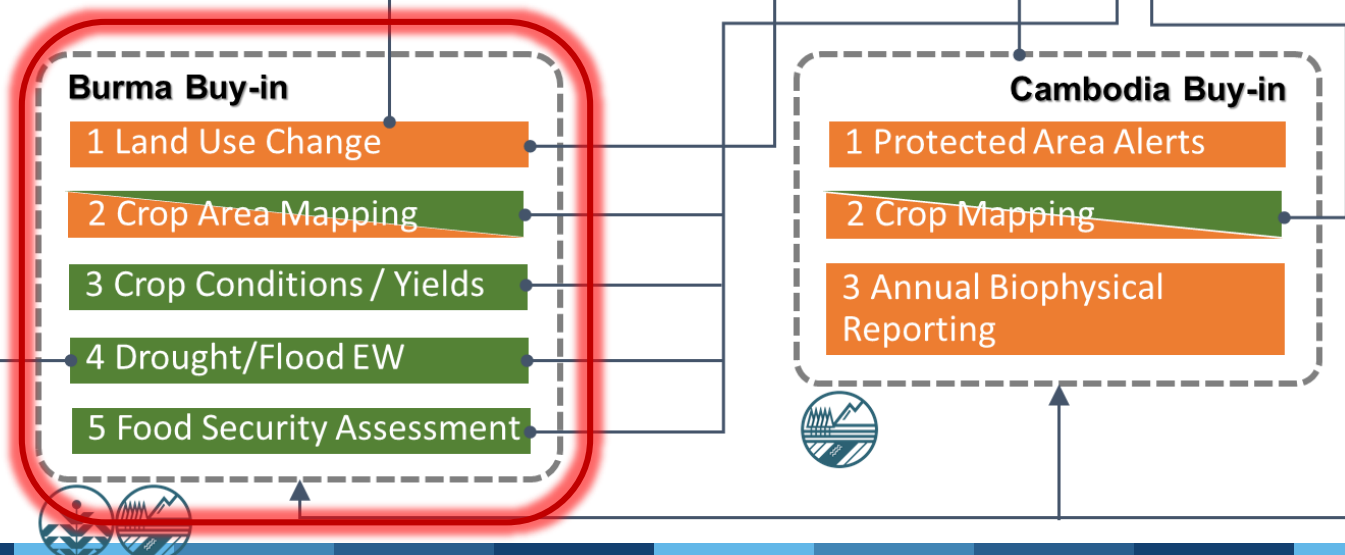 Burma Buy-in
1 Land Use Change
2 Crop Area Mapping
3 Crop Conditions / Yields
4 Drought/Flood EW
5 Food Security Assessment
Cambodia Buy-in
1 Protected Area Alerts
2 Crop Mapping
3 Annual Biophysical
Reporting